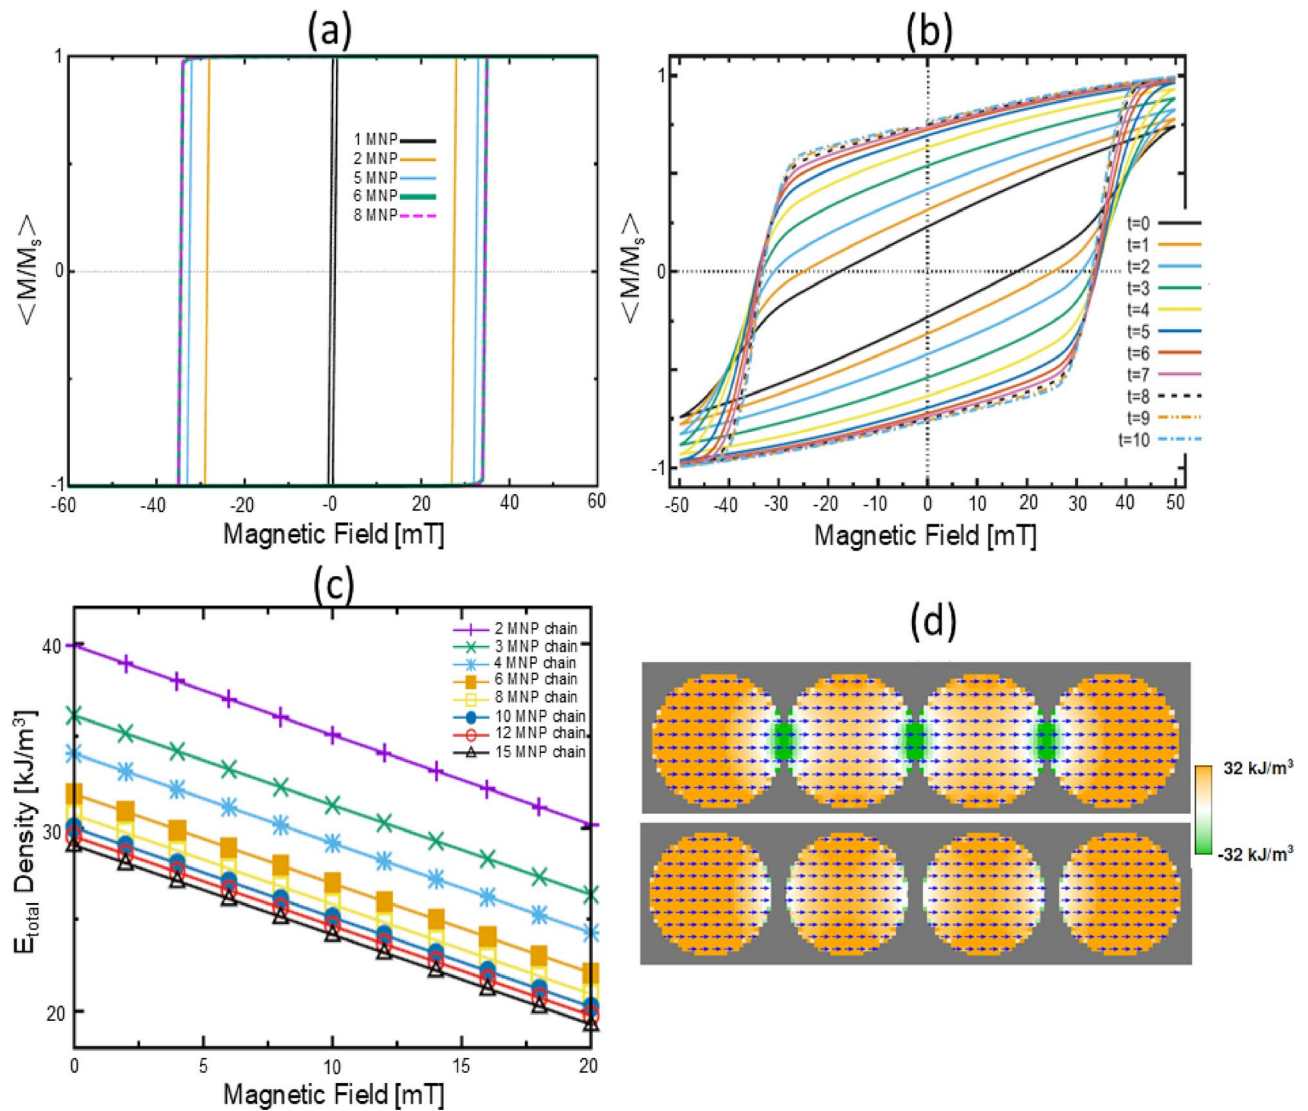 (a)
1
0
-1
<M/Ms>
-60
-40
-20
-0
20
40
60
Magnetic Field [mT]
1 MNP
2 MNP
5 MNP
6 MNP
8 MNP
(b)
1
0
-1
<M/Ms>
-50
-40
-30
-20
-10
0
10
20
30
40
50
Magnetic Field [mT]
t=0
t=1
t=2
t=3
t=4
t=5
t=6
t=7
t=8
t=9
t=10
(c)
40
30
20
Etotal Density [kJ/m³]
0
5
10
15
20
Magnetic Field [mT]
2 MNP chain
3 MNP chain
4 MNP chain
6 MNP chain
8 MNP chain
10 MNP chain
12 MNP chain
15 MNP chain
(d)
32 kJ/m³
-32 kJ/m³